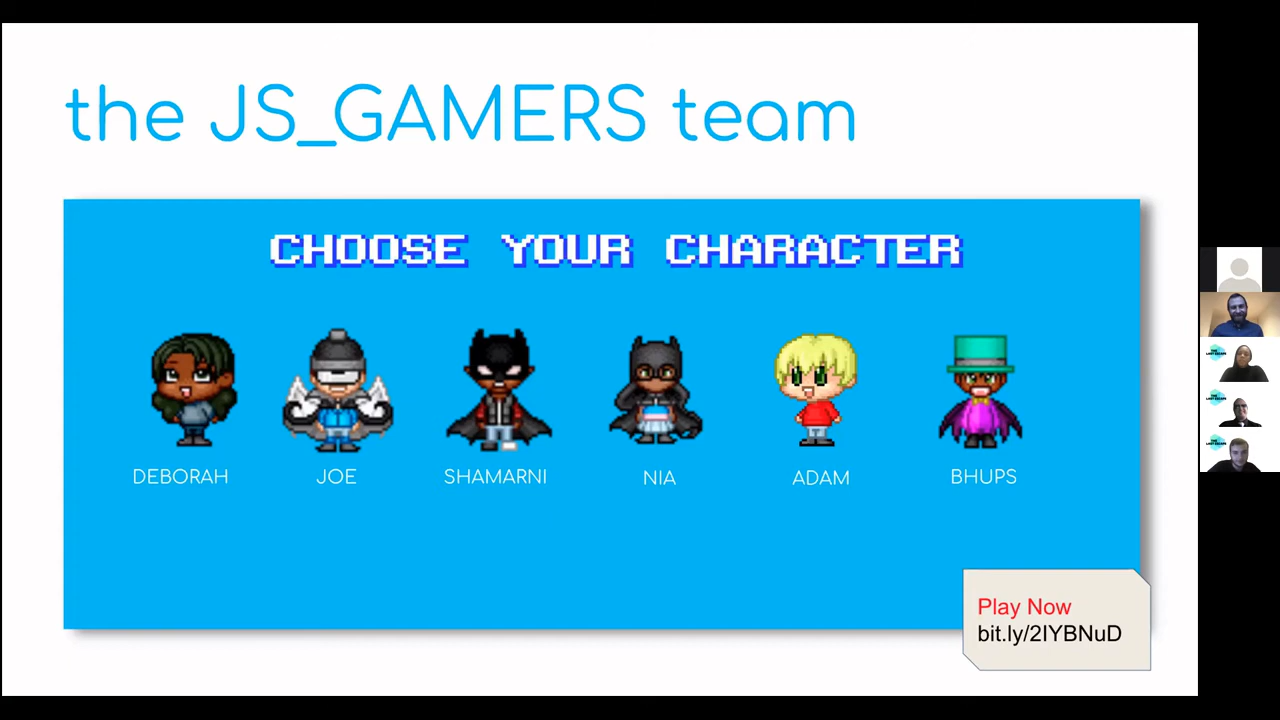 the JS_GAMERS team
CHOOSE YOUR CHARACTER
DEBORAH
JOE
SHAMARNI
NIA
ADAM
BHUPS
Play Now
bit.ly/2IYBNuD